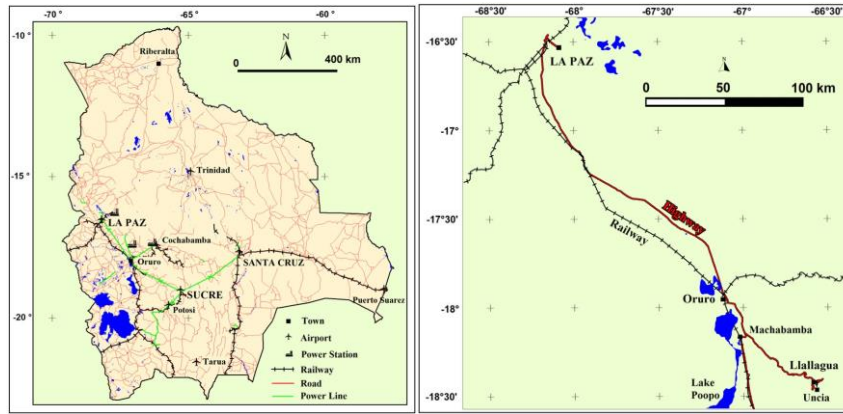 -70 °
-65 °
-60 °
-10 °
-15 °
-20 °
N
0
400 km
Riberalta
Trinidad
LA PAZ
Cochabamba
Oruro
SANTA CRUZ
SUCRE
Potosi
Puerto Suarez
Tarua
Town
Airport
Power Station
Railway
Road
Power Line
-68°30'
-68°
-67°30'
-67°
-66°30'
-16°30'
-17°
-17°30'
-18°
-18°30'
N
0
50
100 km
LA PAZ
Highway
Railway
Oruro
Machabamba
Llallagua
Uncia
Lake
Poopo